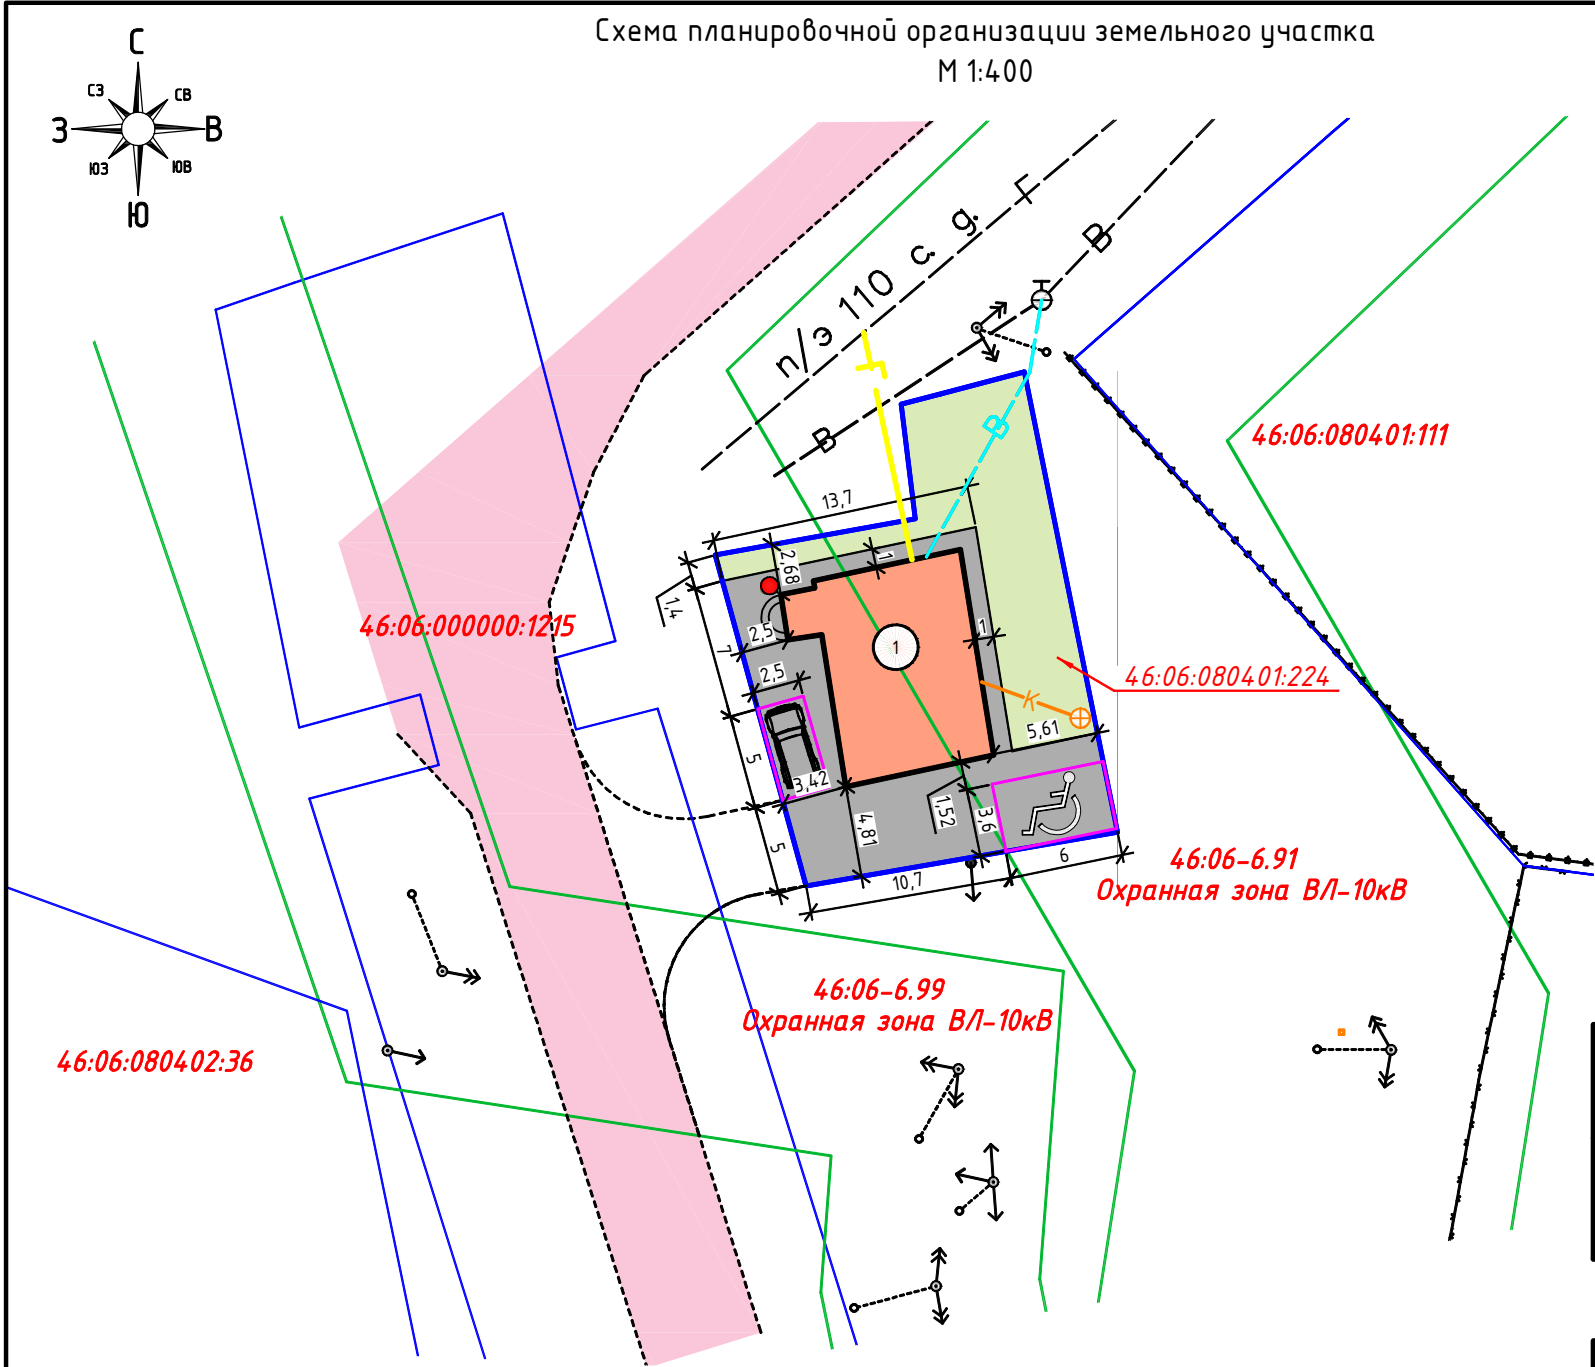 Схема планировочной организации земельного участка
М 1:400
С
СЗ
СВ
З
В
ЮЗ
ЮВ
Ю
п/э 110 с. д. Г
В
В
Г
В
46:06:080401:111
13,7
2,68
1
1,4
46:06:000000:1215
2,5
7
1
1
2,5
46:06:080401:224
К
5,61
5
3,42
1,52
3,6
4,81
5
6
10,7
46:06-6.91
Охранная зона ВЛ-10кВ
46:06-6.99
Охранная зона ВЛ-10кВ
46:06:080402:36